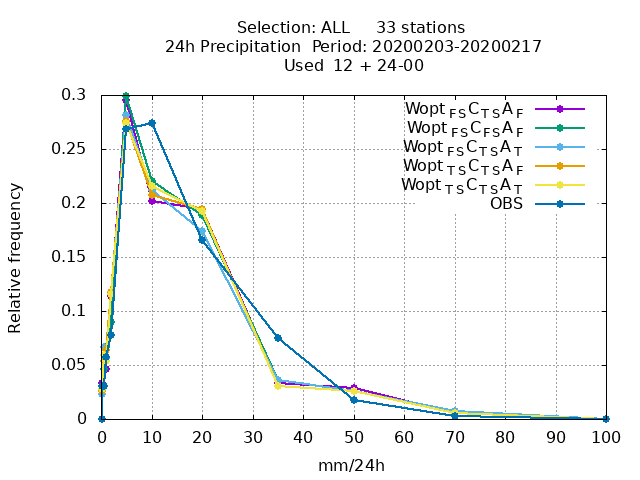 Selection: ALL 33 stations
24h Precipitation Period: 20200203-20200217
Used 12 + 24-00
Relative frequency
0.3
0.25
0.2
0.15
0.1
0.05
0
Wopt FS C TS A F
Wopt FS C FS A F
Wopt FS C TS A T
Wopt TS C TS A F
Wopt TS C TS A T
OBS
0 10 20 30 40 50 60 70 80 90 100
mm/24h